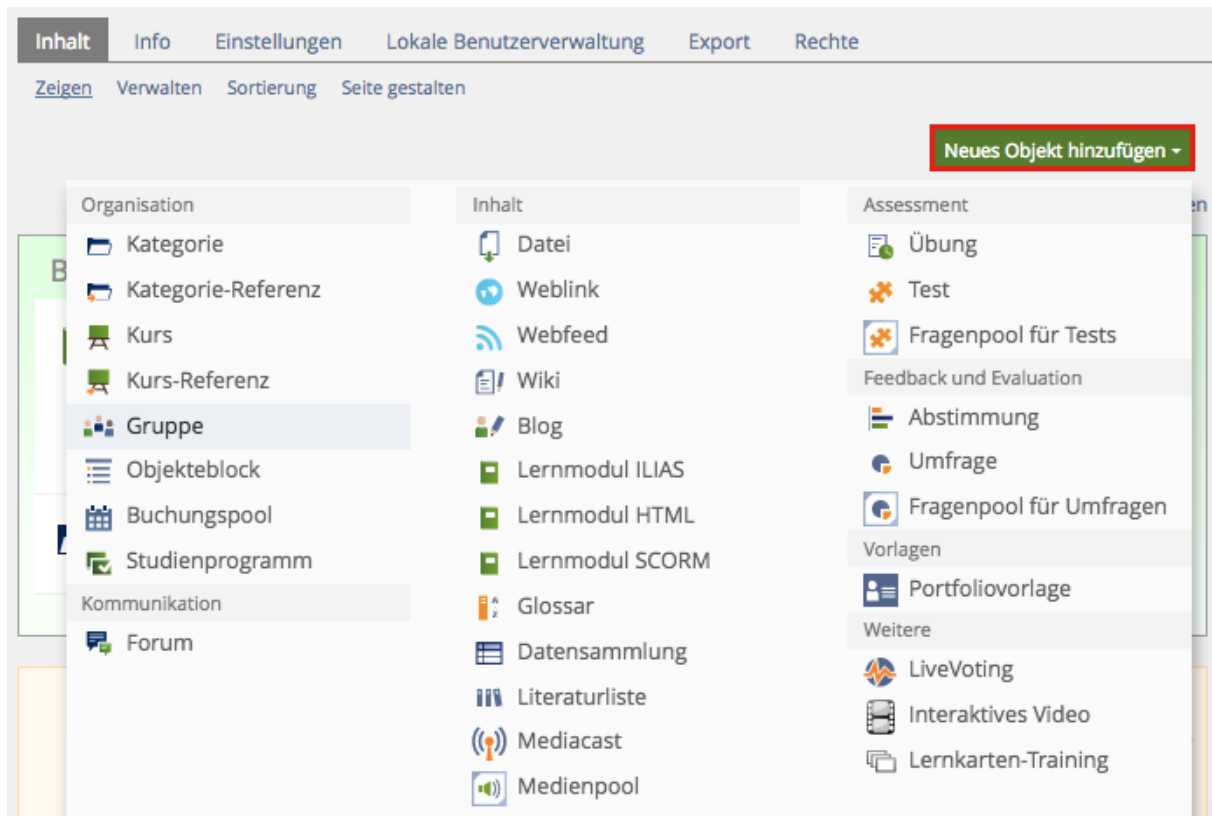 Inhalt Info Einstellungen Lokale Benutzerverwaltung Export Rechte
Zeigen Verwalten Sortierung Seite gestalten
Neues Objekt hinzufügen
Organisation
Kategorie
Kategorie-Referenz
Kurs
Kurs-Referenz
Gruppe
Objekteblock
Buchungspool
Studienprogramm
Kommunikation
Forum
Inhalt
Datei
Weblink
Webfeed
Wiki
Blog
Lernmodul ILIAS
Lernmodul HTML
Lernmodul SCORM
Glossar
Datensammlung
Literaturliste
Mediacast
Medienpool
Assessment
Übung
Test
Fragenpool für Tests
Feedback und Evaluation
Abstimmung
Umfrage
Fragenpool für Umfragen
Vorlagen
Portfoliovorlage
Weitere
LiveVoting
Interaktives Video
Lernkarten-Training